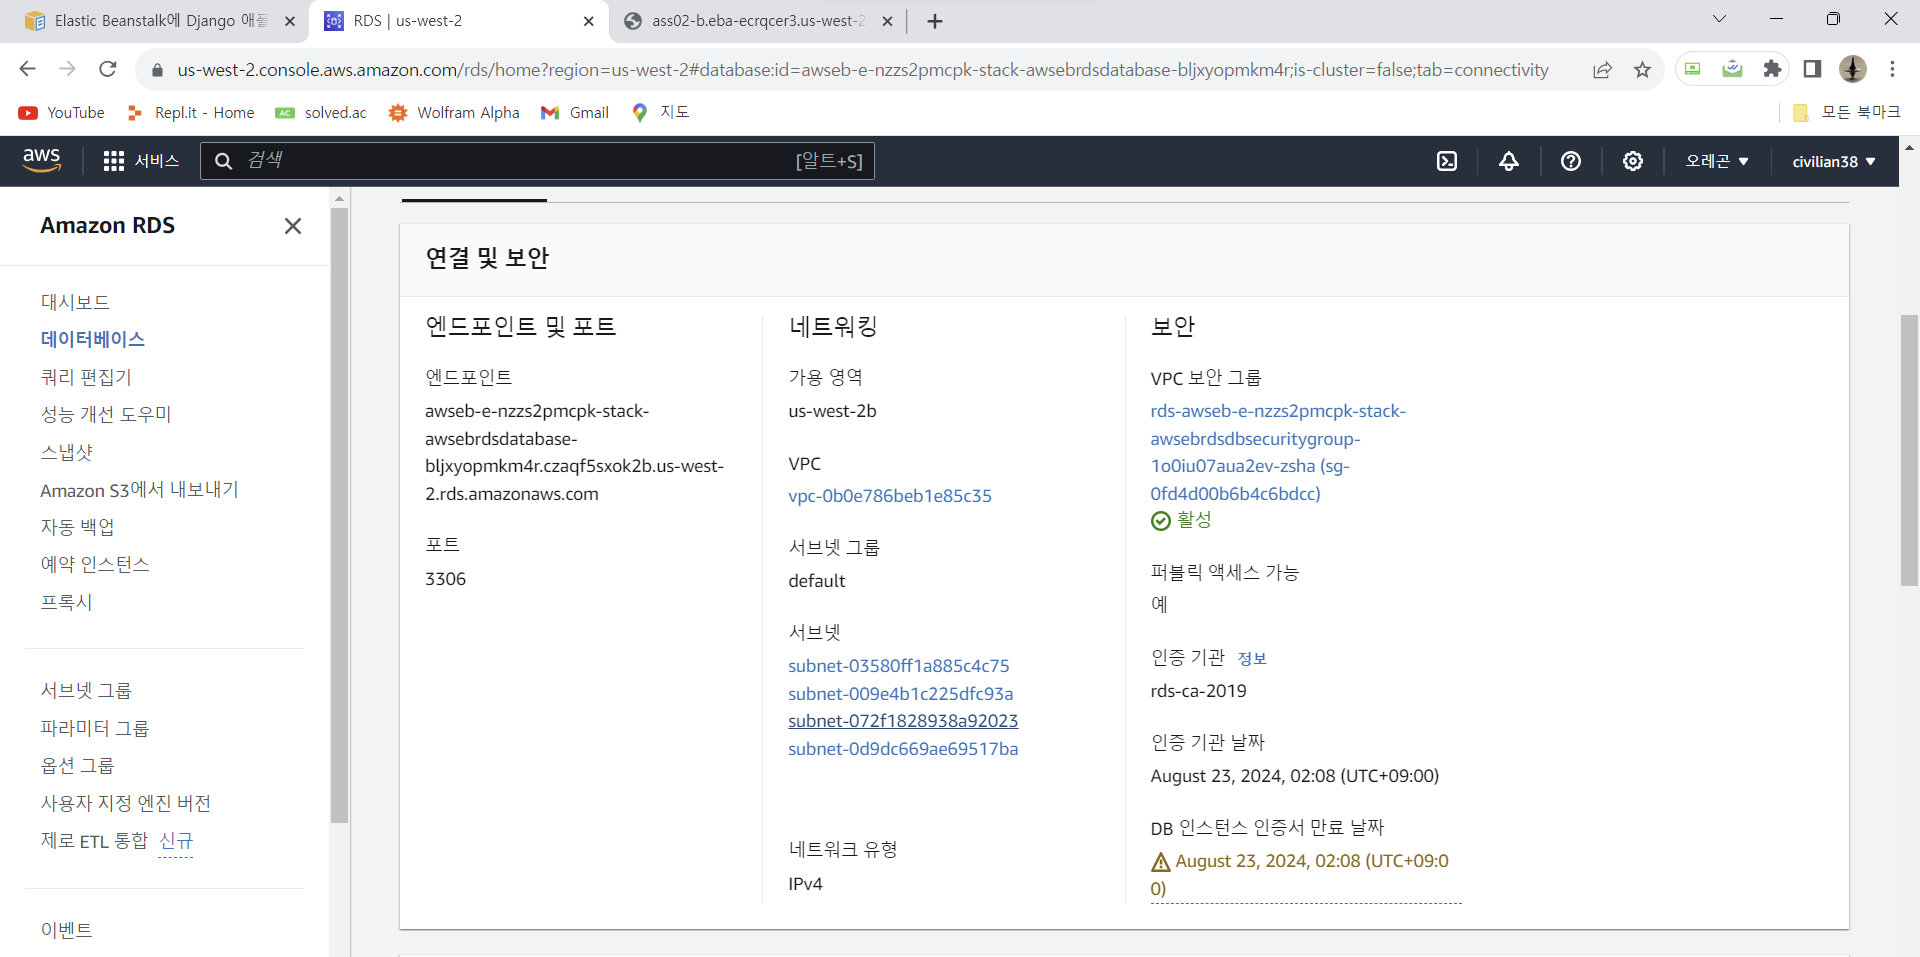 Elastic Beanstalk에 Django 애플
RDS | us-west-2
ass02-b.eba-ecrqcer3.us-west-2
us-west-2.console.aws.amazon.com/rds/home?region=us-west-2#database:id=awseb-e-nzzs2pmcpk-stack-awsebrdsdatabase-bljxyopmkm4r;is-cluster=false;tab=connectivity
YouTube
Repl.it - Home
AC solved.ac
Wolfram Alpha
Gmail
지도
모든 북마크
aws
서비스
검색
[알트+S]
오레곤
civilian38
Amazon RDS
대시보드
데이터베이스
쿼리 편집기
성능 개선 도우미
스냅샷
Amazon S3에서 내보내기
자동 백업
예약 인스턴스
프록시
서브넷 그룹
파라미터 그룹
옵션 그룹
사용자 지정 엔진 버전
제로 ETL 통합 신규
이벤트
연결 및 보안
엔드포인트 및 포트
엔드포인트
awseb-e-nzzs2pmcpk-stack-
awsebrdsdatabase-
bljxyopmkm4r.czaqf5sxok2b.us-west-
2.rds.amazonaws.com
포트
3306
네트워킹
가용 영역
us-west-2b
VPC
vpc-0b0e786beb1e85c35
서브넷 그룹
default
서브넷
subnet-03580ff1a885c4c75
subnet-009e4b1c225dfc93a
subnet-072f1828938a92023
subnet-0d9dc669ae69517ba
네트워크 유형
IPv4
보안
VPC 보안 그룹
rds-awseb-e-nzzs2pmcpk-stack-
awsebrdsdbsecuritygroup-
1o0iu07aua2ev-zsha (sg-
0fd4d00b6b4c6bdcc)
활성
퍼블릭 액세스 가능
예
인증 기관 정보
rds-ca-2019
인증 기관 날짜
August 23, 2024, 02:08 (UTC+09:00)
DB 인스턴스 인증서 만료 날짜
August 23, 2024, 02:08 (UTC+09:0
0)